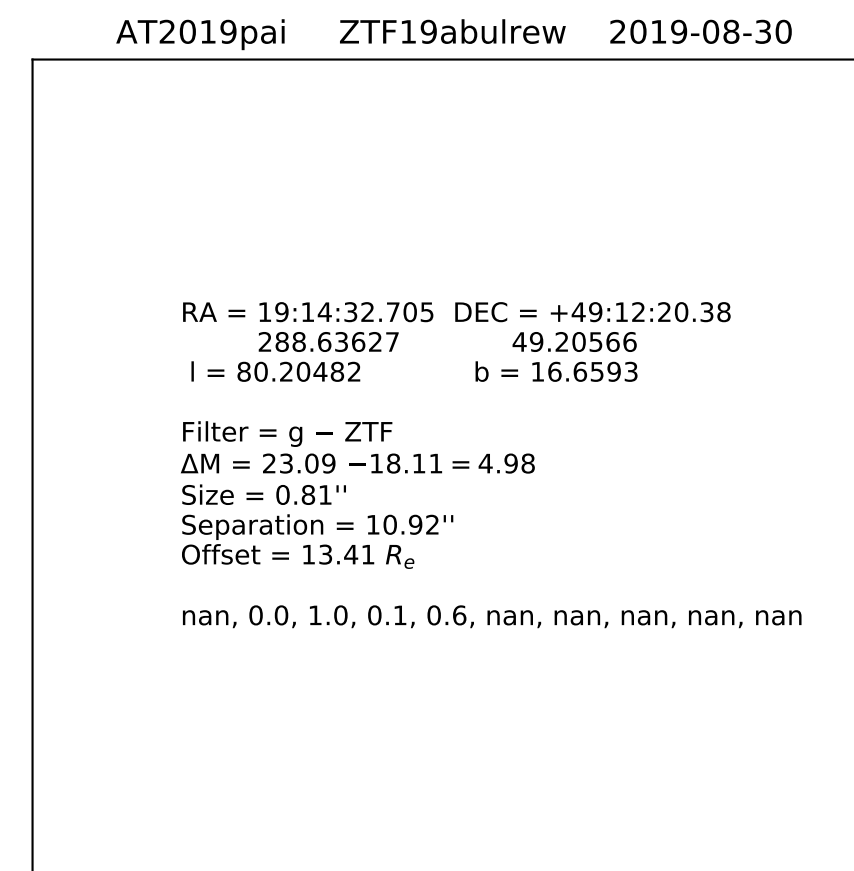 AT2019pai ZTF19abulrew 2019-08-30
RA = 19:14:32.705 DEC = +49:12:20.38
288.63627 49.20566
l = 80.20482 b = 16.6593
Filter = g − ZTF
ΔM = 23.09 −18.11 = 4.98
Size = 0.81''
Separation = 10.92''
Offset = 13.41 Rₑ
nan, 0.0, 1.0, 0.1, 0.6, nan, nan, nan, nan, nan